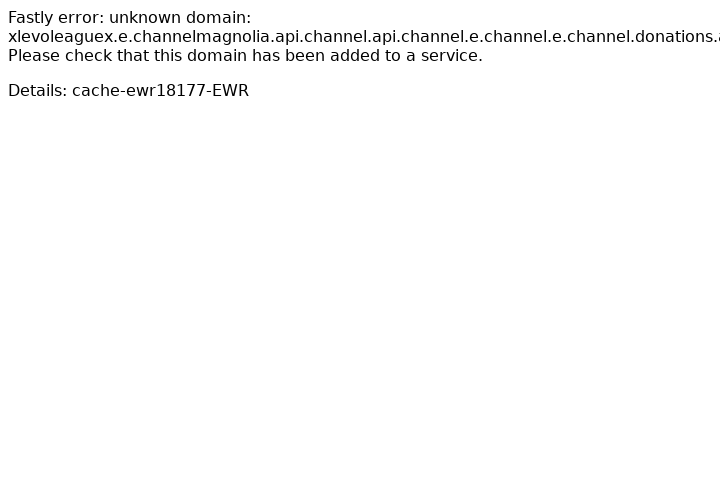 Fastly error: unknown domain:
xlevoleaguex.e.channelmagnolia.api.channel.api.channel.e.channel.e.channel.donations.
Please check that this domain has been added to a service.
Details: cache-ewr18177-EWR